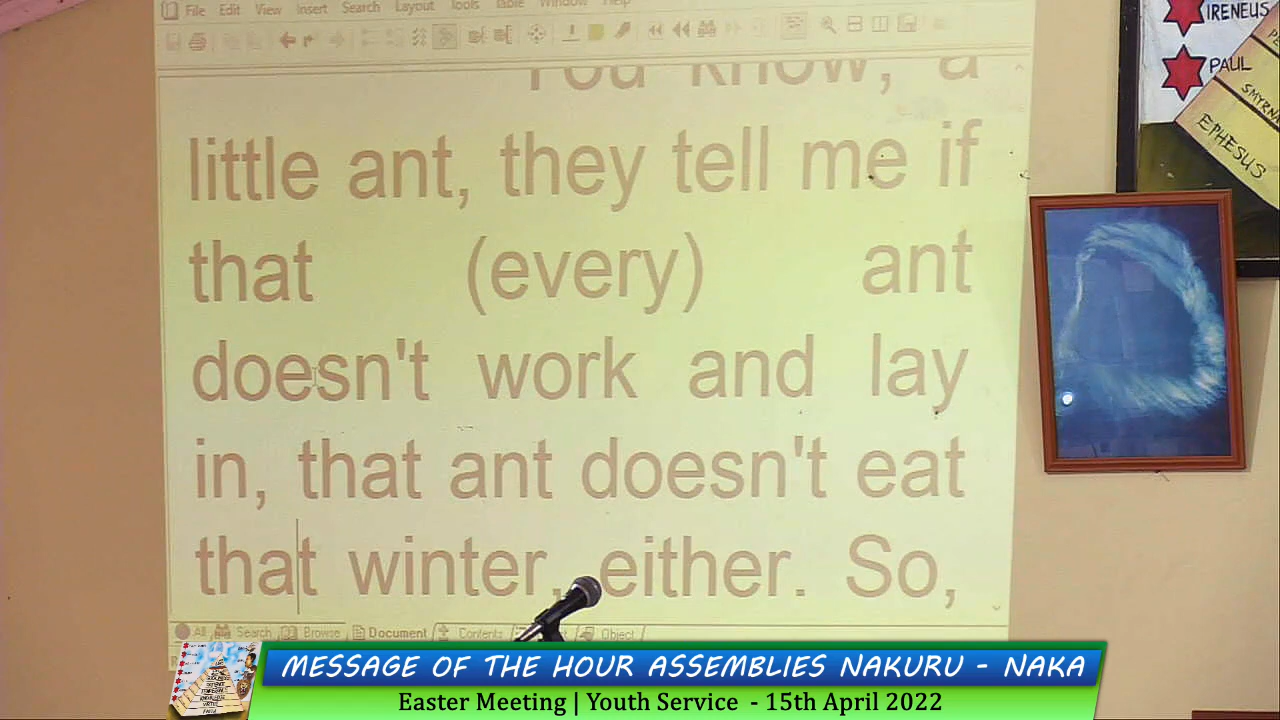 File Edit View Insert Search Layout Tools Table Window Help
You know, a
little ant, they tell me if
that (every) ant
doesn't work and lay
in, that ant doesn't eat
that winter, either. So,
All Search Browse Document Contents Object
IRENEUS
PAUL
SMYRNA
EPHESUS
MESSAGE OF THE HOUR ASSEMBLIES NAKURU - NAKA
Easter Meeting | Youth Service - 15th April 2022